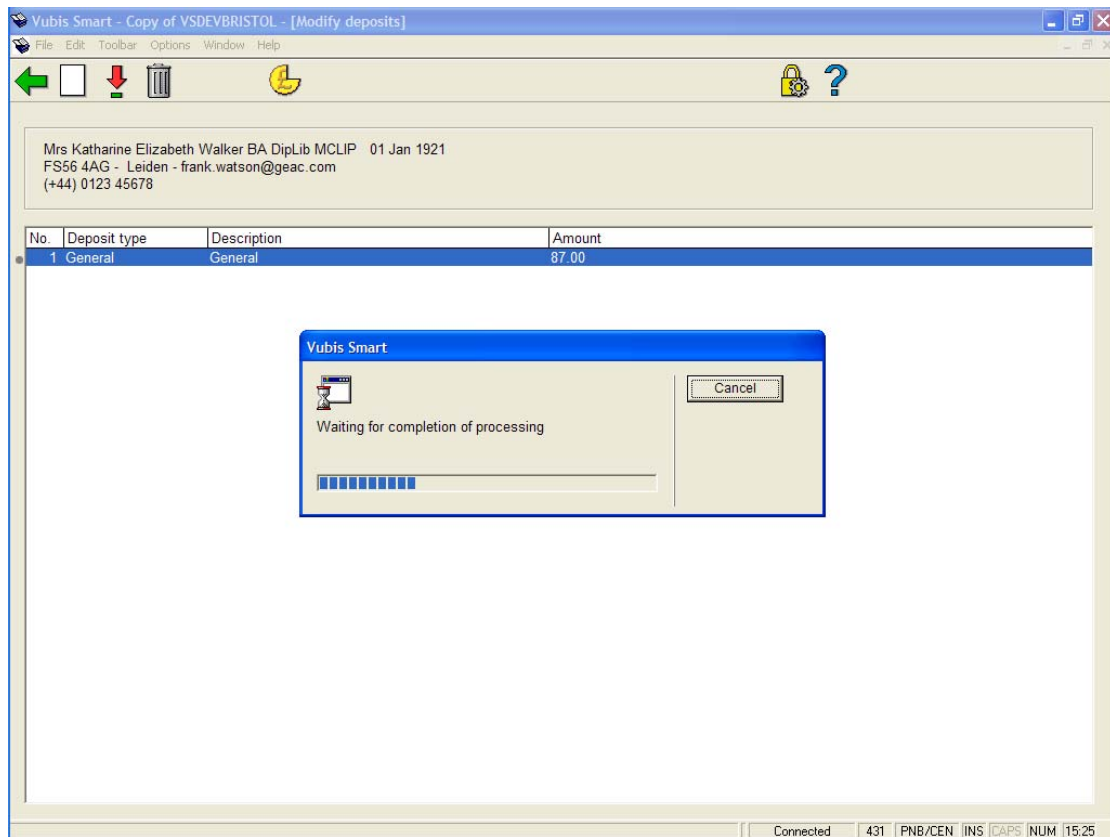 Vubis Smart - Copy of VSDEVBRISTOL - [Modify deposits]
File Edit Toolbar Options Window Help
Mrs Katharine Elizabeth Walker BA DipLib MCLIP 01 Jan 1921
FS56 4AG - Leiden - frank.watson@geac.com
(+44) 0123 45678
No. Deposit type Description Amount
1 General General 87.00
Vubis Smart
Cancel
Waiting for completion of processing
Connected 431 PNB/CEN INS CAPS NUM 15:25